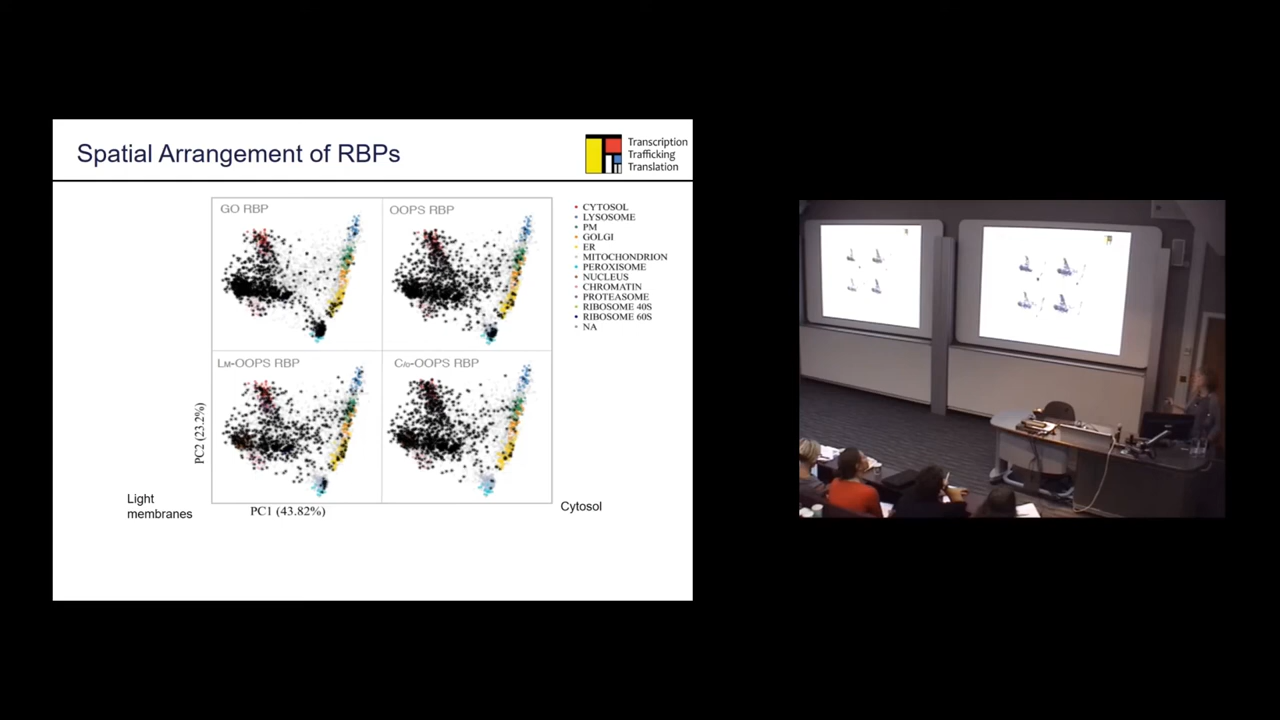 Spatial Arrangement of RBPs
Transcription
Trafficking
Translation
GO RBP
OOPS RBP
LM-OOPS RBP
C/O-OOPS RBP
CYTOSOL
LYSOSOME
PM
GOLGI
ER
MITOCHONDRION
PEROXISOME
NUCLEUS
CHROMATIN
PROTEASOME
RIBOSOME 40S
RIBOSOME 60S
NA
PC2 (23.2%)
Light
membranes
PC1 (43.82%)
Cytosol